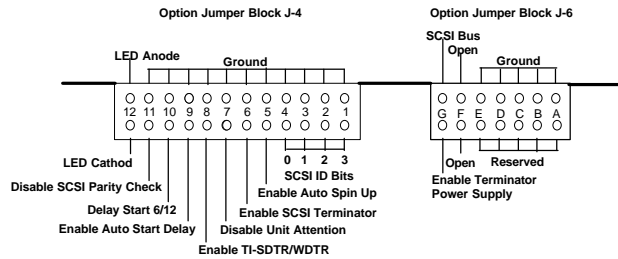 Option Jumper Block J-4
Option Jumper Block J-6
LED Anode
Ground
SCSI Bus
Open
Ground
12 11 10 9 8 7 6 5 4 3 2 1
G F E D C B A
LED Cathod
0 1 2 3
SCSI ID Bits
Open
Reserved
Disable SCSI Parity Check
Enable Auto Spin Up
Enable Terminator
Power Supply
Delay Start 6/12
Enable SCSI Terminator
Enable Auto Start Delay
Disable Unit Attention
Enable TI-SDTR/WDTR